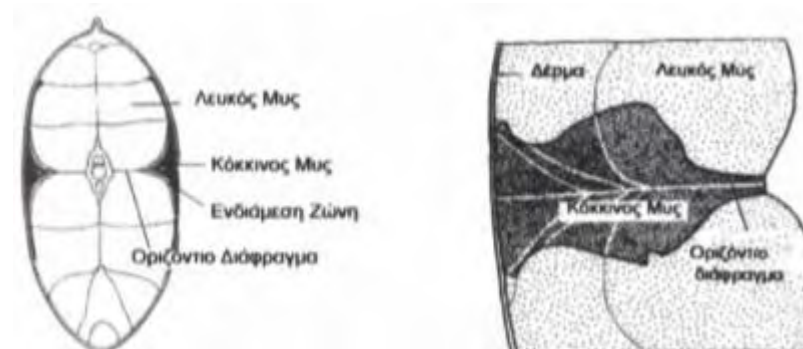 Λευκός Μυς
Κόκκινος Μυς
Ενδιάμεση Ζώνη
Οριζόντιο Διάφραγμα
Δέρμα
Λευκός Μυς
Κόκκινος Μυς
Οριζόντιο
διάφραγμα